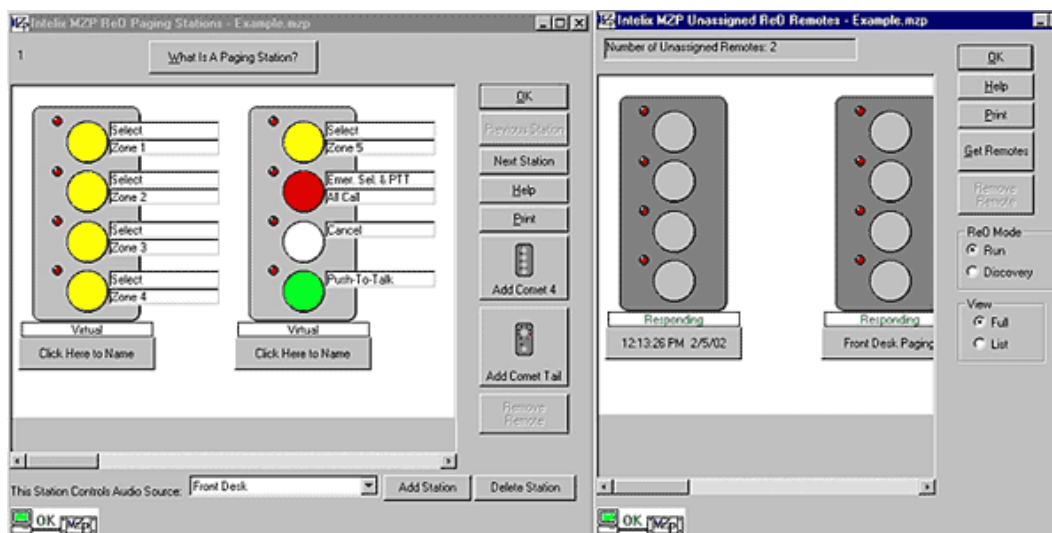 Intelix MZP ReO Paging Stations - Example.mzp
1
What Is A Paging Station?
Select
Zone 1
Select
Zone 2
Select
Zone 3
Select
Zone 4
Virtual
Click Here to Name
Select
Zone 5
Emer. Sel. & PTT
All Call
Cancel
Push-To-Talk
Virtual
Click Here to Name
OK
Previous Station
Next Station
Help
Print
Add Comet 4
Add Comet Tail
Remove
Remote
This Station Controls Audio Source:
Front Desk
Add Station
Delete Station
OK
MZP
Intelix MZP Unassigned ReO Remotes - Example.mzp
Number of Unassigned Remotes: 2
Responding
12:13:26 PM 2/5/02
Responding
Front Desk Paging
OK
Help
Print
Get Remotes
Remove
Remote
ReO Mode
Run
Discovery
View
Full
List
OK
MZP